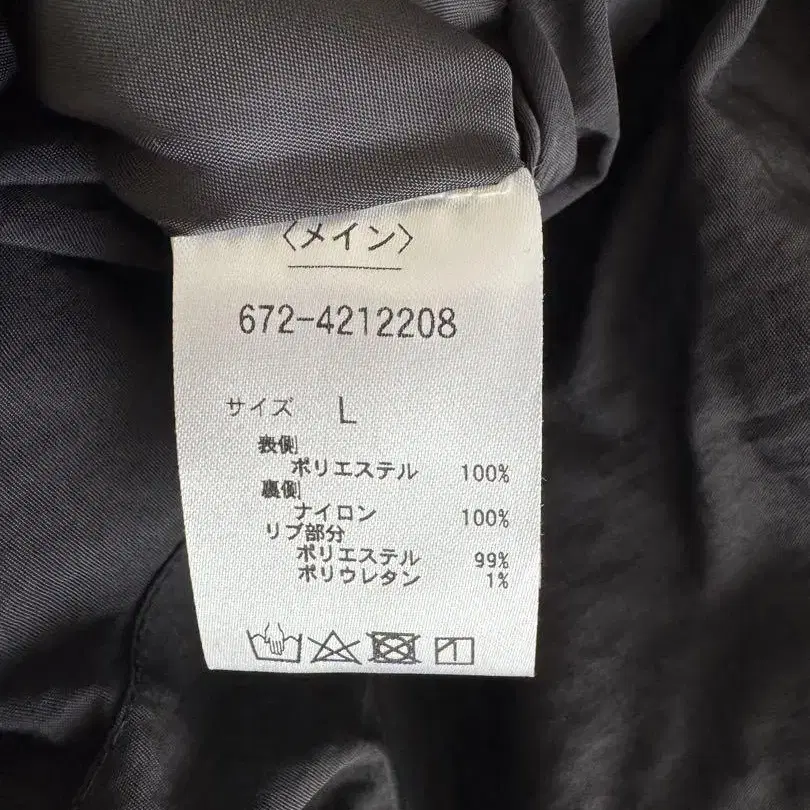 〈メイン〉
672-4212208
サイズ L
表側
ポリエステル 100%
裏側
ナイロン 100%
リブ部分
ポリエステル 99%
ポリウレタン 1%